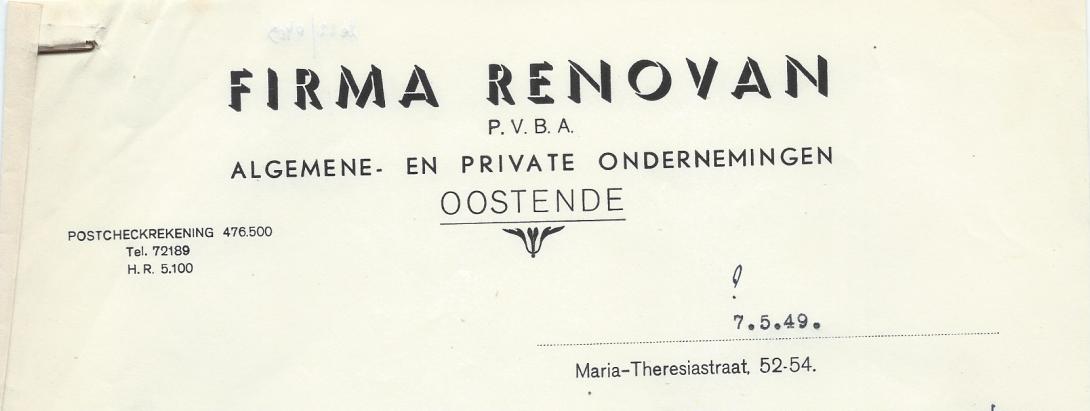 FIRMA RENOVAN
P. V. B. A.
ALGEMENE- EN PRIVATE ONDERNEMINGEN
OOSTENDE
POSTCHECKREKENING 476.500
Tel. 72189
H. R. 5.100
7.5.49.
Maria-Theresiastraat, 52-54.